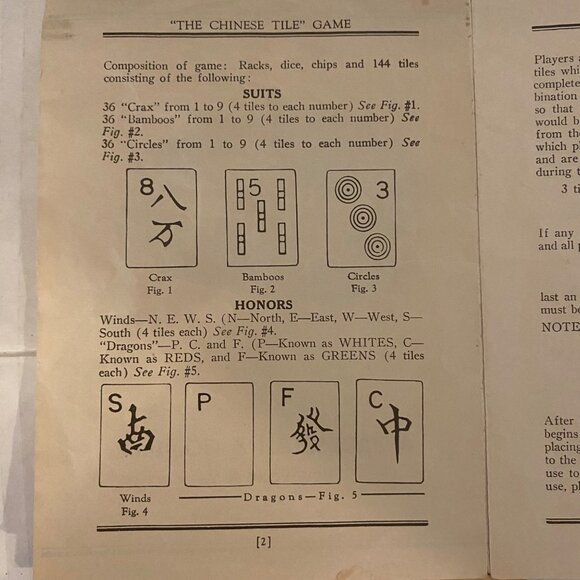 "THE CHINESE TILE" GAME
Composition of game: Racks, dice, chips and 144 tiles
consisting of the following:
SUITS
36 "Crax" from 1 to 9 (4 tiles to each number) See Fig. #1.
36 "Bamboos" from 1 to 9 (4 tiles to each number) See
Fig. #2.
36 "Circles" from 1 to 9 (4 tiles to each number) See
Fig. #3.
8 八
万
5
3
Crax
Fig. 1
Bamboos
Fig. 2
Circles
Fig. 3
HONORS
Winds—N. E. W. S. (N—North, E—East, W—West, S—
South (4 tiles each) See Fig. #4.
"Dragons"—P. C. and F. (P—Known as WHITES, C—
Known as REDS, and F—Known as GREENS (4 tiles
each) See Fig. #5.
S
南
P
F
發
C
中
Winds
Fig. 4
Dragons—Fig. 5
[2]
Players a
tiles whi
complete
bination
so that
would b
from the
which pl
and are
during t
3 ti
If any
and all p
last an
must be
NOTE
After
begins
placing
to the
use to
use, pl